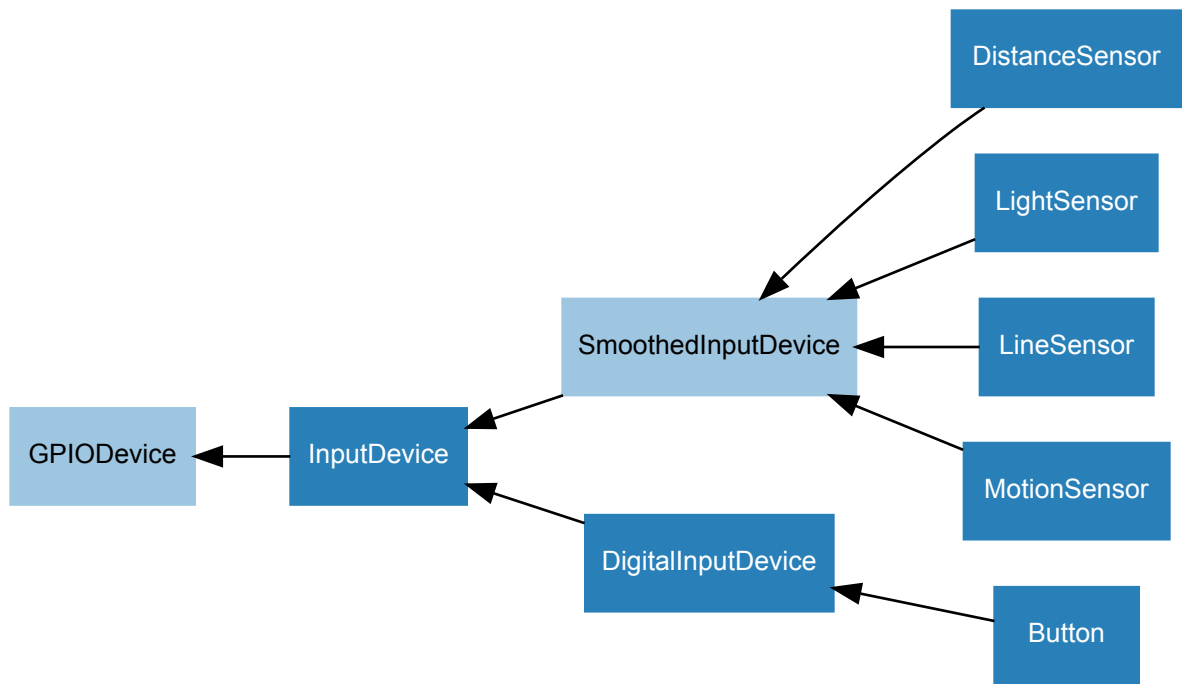 DistanceSensor
LightSensor
SmoothedInputDevice
LineSensor
GPIODevice
InputDevice
MotionSensor
DigitalInputDevice
Button